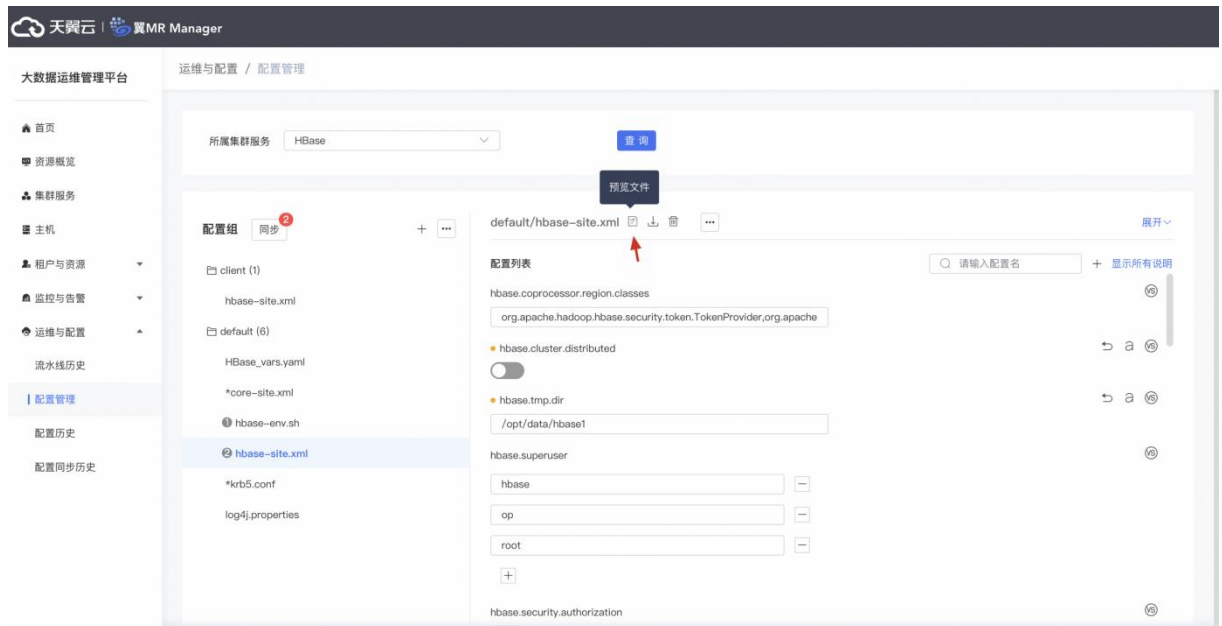 天翼云 翼MR Manager
大数据运维管理平台
运维与配置 / 配置管理
首页
资源概览
集群服务
主机
租户与资源
监控与告警
运维与配置
流水线历史
配置管理
配置历史
配置同步历史
所属集群服务 HBase 查询
预览文件
配置组 同步 2
client (1)
hbase-site.xml
default (6)
HBase_vars.yaml
*core-site.xml
1 hbase-env.sh
2 hbase-site.xml
*krb5.conf
log4j.properties
default/hbase-site.xml 展开
配置列表 请输入配置名 显示所有说明
hbase.coprocessor.region.classes VS
org.apache.hadoop.hbase.security.token.TokenProvider,org.apache
hbase.cluster.distributed a VS
hbase.tmp.dir a VS
/opt/data/hbase1
hbase.superuser VS
hbase
op
root
hbase.security.authorization VS